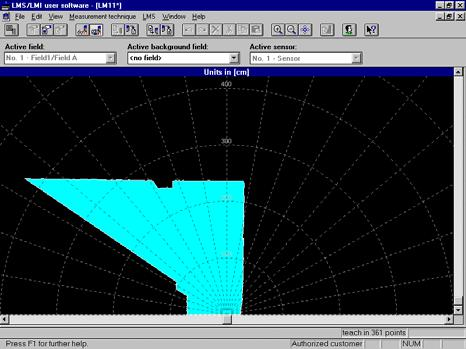 LMS/LMI user software - [LM11*]
File Edit View Measurement technique LMS Window Help
Active field: Active background field: Active sensor:
No. 1 - Field1/Field A <no field> No. 1 - Sensor
Units in [cm]
400
300
teach in 361 points
Press F1 for further help. Authorized customer NUM